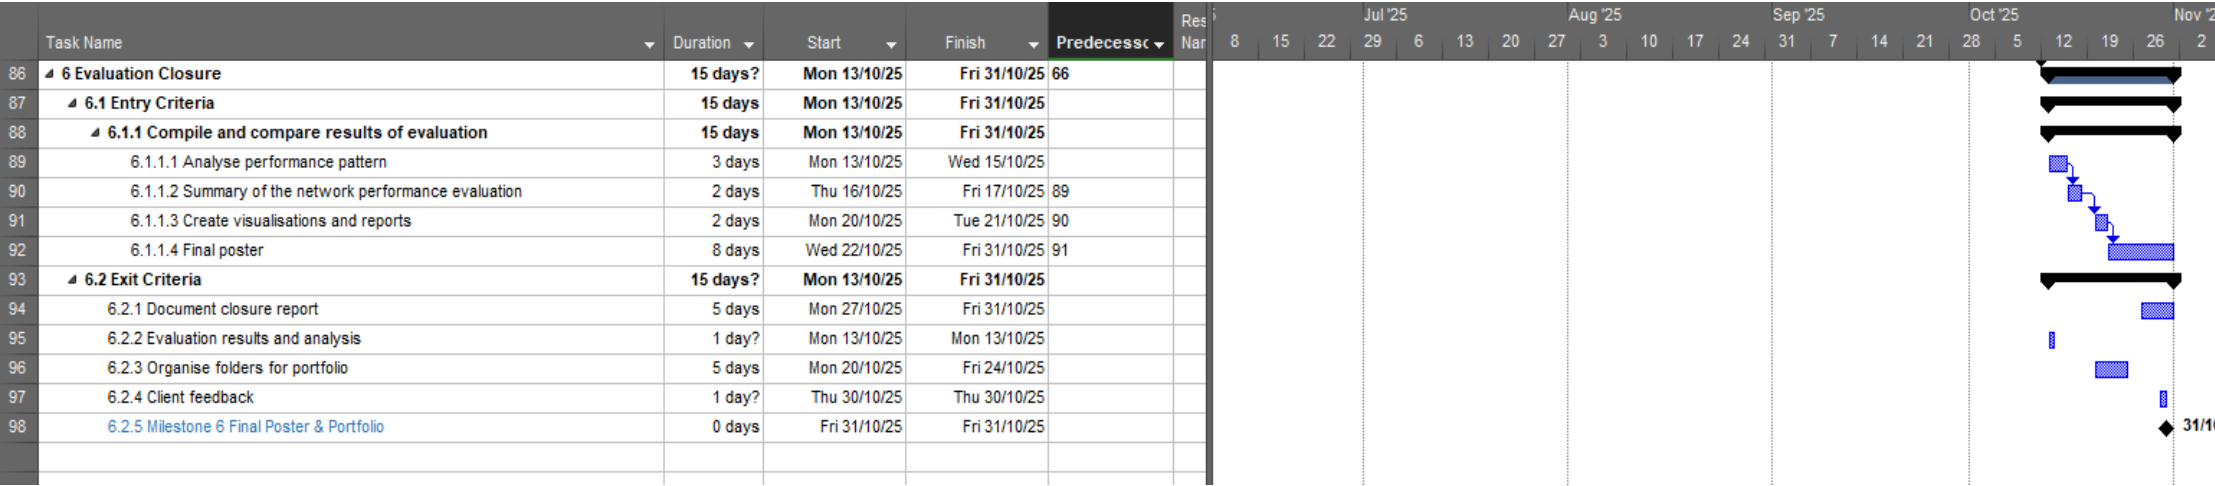 Jul '25 Aug '25 Sep '25 Oct '25 Nov '2
Task Name Duration Start Finish Predecessc Res Nar 8 15 22 29 6 13 20 27 3 10 17 24 31 7 14 21 28 5 12 19 26 2
86 6 Evaluation Closure 15 days? Mon 13/10/25 Fri 31/10/25 66
87 6.1 Entry Criteria 15 days Mon 13/10/25 Fri 31/10/25
88 6.1.1 Compile and compare results of evaluation 15 days Mon 13/10/25 Fri 31/10/25
89 6.1.1.1 Analyse performance pattern 3 days Mon 13/10/25 Wed 15/10/25
90 6.1.1.2 Summary of the network performance evaluation 2 days Thu 16/10/25 Fri 17/10/25 89
91 6.1.1.3 Create visualisations and reports 2 days Mon 20/10/25 Tue 21/10/25 90
92 6.1.1.4 Final poster 8 days Wed 22/10/25 Fri 31/10/25 91
93 6.2 Exit Criteria 15 days? Mon 13/10/25 Fri 31/10/25
94 6.2.1 Document closure report 5 days Mon 27/10/25 Fri 31/10/25
95 6.2.2 Evaluation results and analysis 1 day? Mon 13/10/25 Mon 13/10/25
96 6.2.3 Organise folders for portfolio 5 days Mon 20/10/25 Fri 24/10/25
97 6.2.4 Client feedback 1 day? Thu 30/10/25 Thu 30/10/25
98 6.2.5 Milestone 6 Final Poster & Portfolio 0 days Fri 31/10/25 Fri 31/10/25 31/1